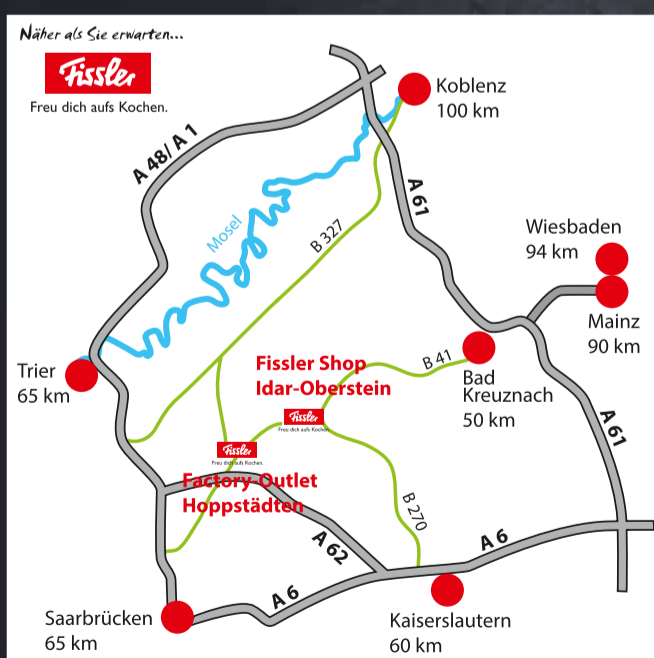 Näher als Sie erwarten...
Fissler
Freu dich aufs Kochen.
Koblenz
100 km
A 48/ A 1
A 61
Mosel
B 327
Wiesbaden
94 km
Mainz
90 km
Trier
65 km
Fissler Shop
Idar-Oberstein
B 41
Bad
Kreuznach
50 km
Fissler
Freu dich aufs Kochen.
A 61
Fissler
Freu dich aufs Kochen.
Factory-Outlet
Hoppstädten
B 270
A 62
A 6
A 6
Saarbrücken
65 km
Kaiserslautern
60 km